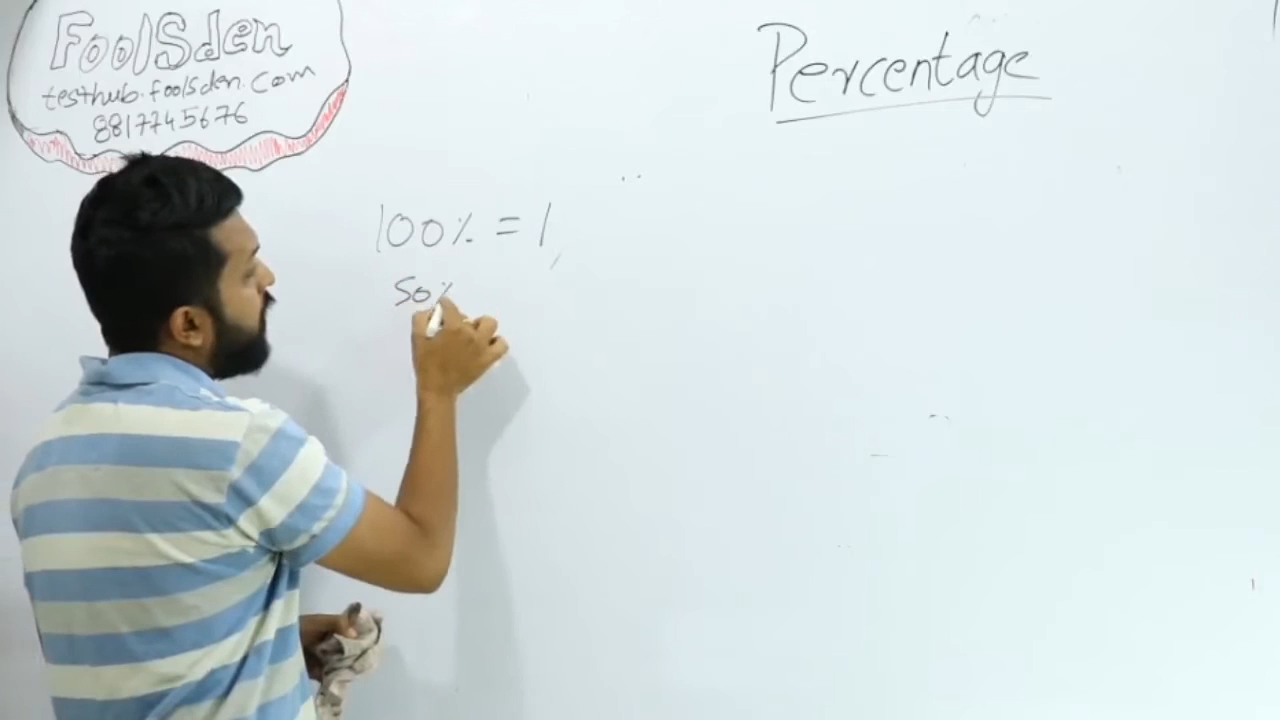 FoolSden
testhub.foolsden.com
8817745676
Percentage
100% = 1,
50%